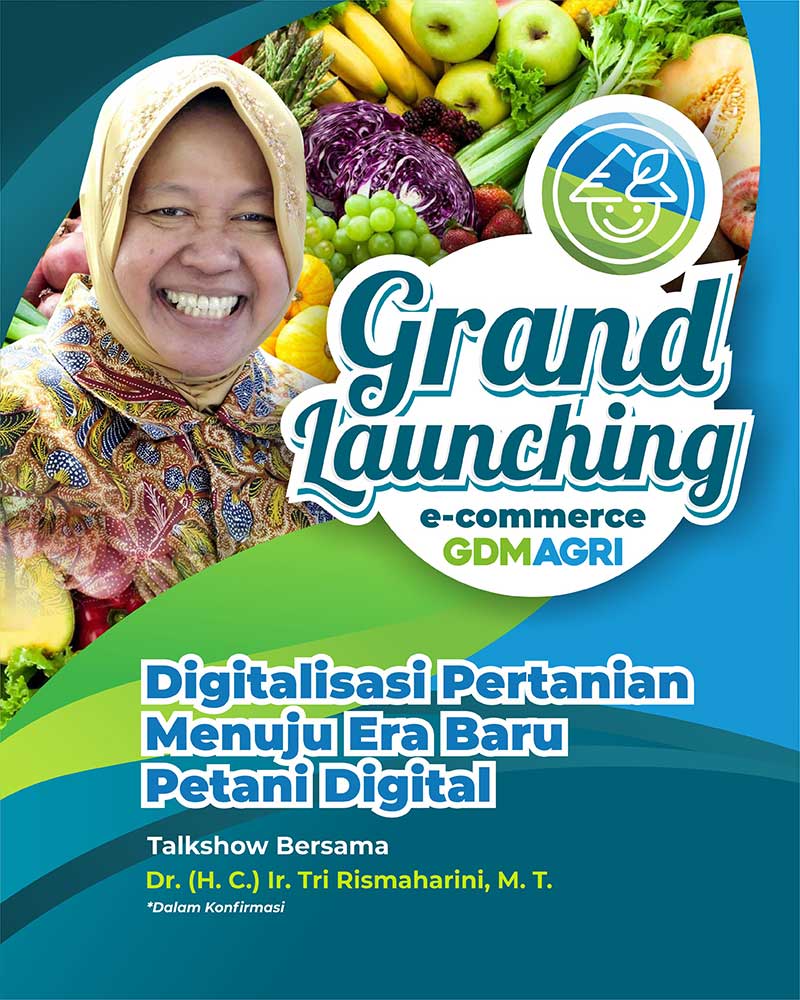 Grand
Launching
e-commerce
GDMAGRI
Digitalisasi Pertanian
Menuju Era Baru
Petani Digital
Talkshow Bersama
Dr. (H. C.) Ir. Tri Rismaharini, M. T.
*Dalam Konfirmasi